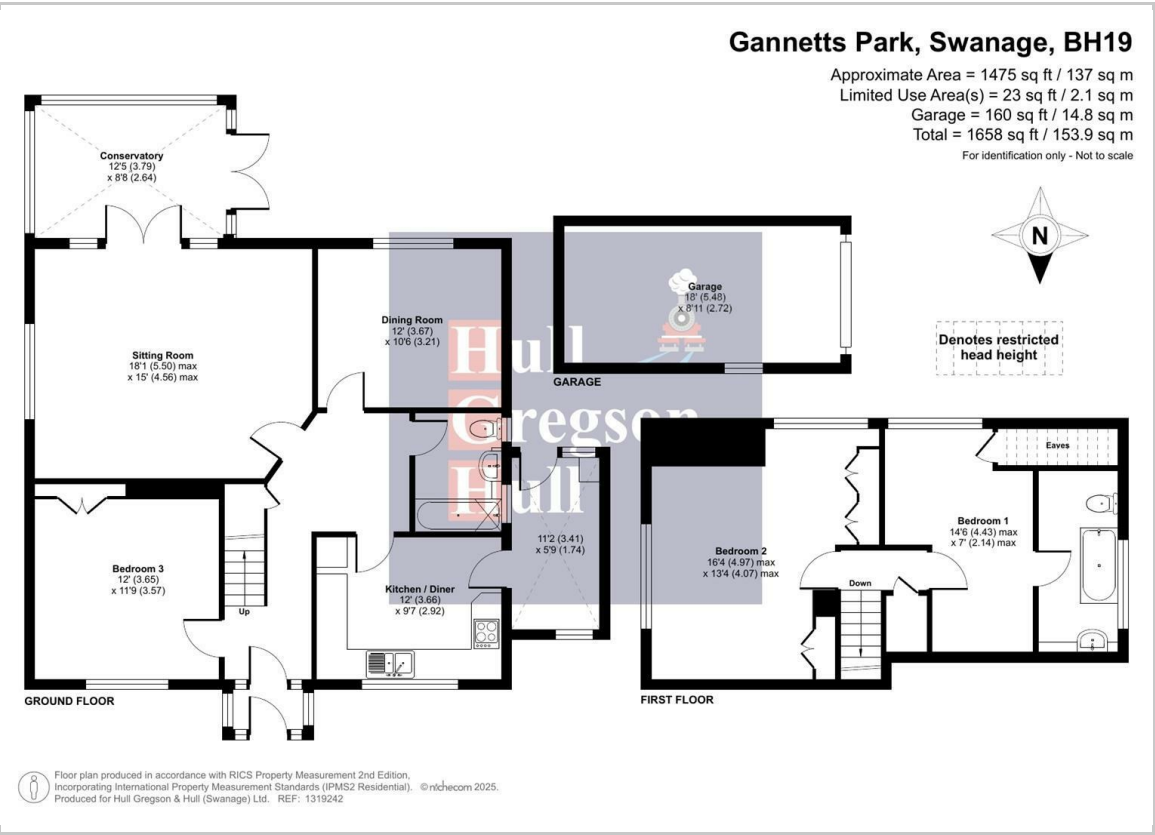 Gannetts Park, Swanage, BH19
Approximate Area = 1475 sq ft / 137 sq m
Limited Use Area(s) = 23 sq ft / 2.1 sq m
Garage = 160 sq ft / 14.8 sq m
Total = 1658 sq ft / 153.9 sq m
For identification only - Not to scale
N
Denotes restricted
head height
Conservatory
12'5 (3.79)
x 8'8 (2.64)
Sitting Room
18'1 (5.50) max
x 15' (4.56) max
Dining Room
12' (3.67)
x 10'6 (3.21)
Garage
18' (5.48)
x 8'11 (2.72)
GARAGE
Hull
Gregson
Hull
11'2 (3.41)
x 5'9 (1.74)
Bedroom 3
12' (3.65)
x 11'9 (3.57)
Up
Kitchen / Diner
12' (3.66)
x 9'7 (2.92)
GROUND FLOOR
Eaves
Bedroom 1
14'6 (4.43) max
x 7' (2.14) max
Bedroom 2
16'4 (4.97) max
x 13'4 (4.07) max
Down
FIRST FLOOR
Floor plan produced in accordance with RICS Property Measurement 2nd Edition,
Incorporating International Property Measurement Standards (IPMS2 Residential). © nichecom 2025.
Produced for Hull Gregson & Hull (Swanage) Ltd. REF: 1319242